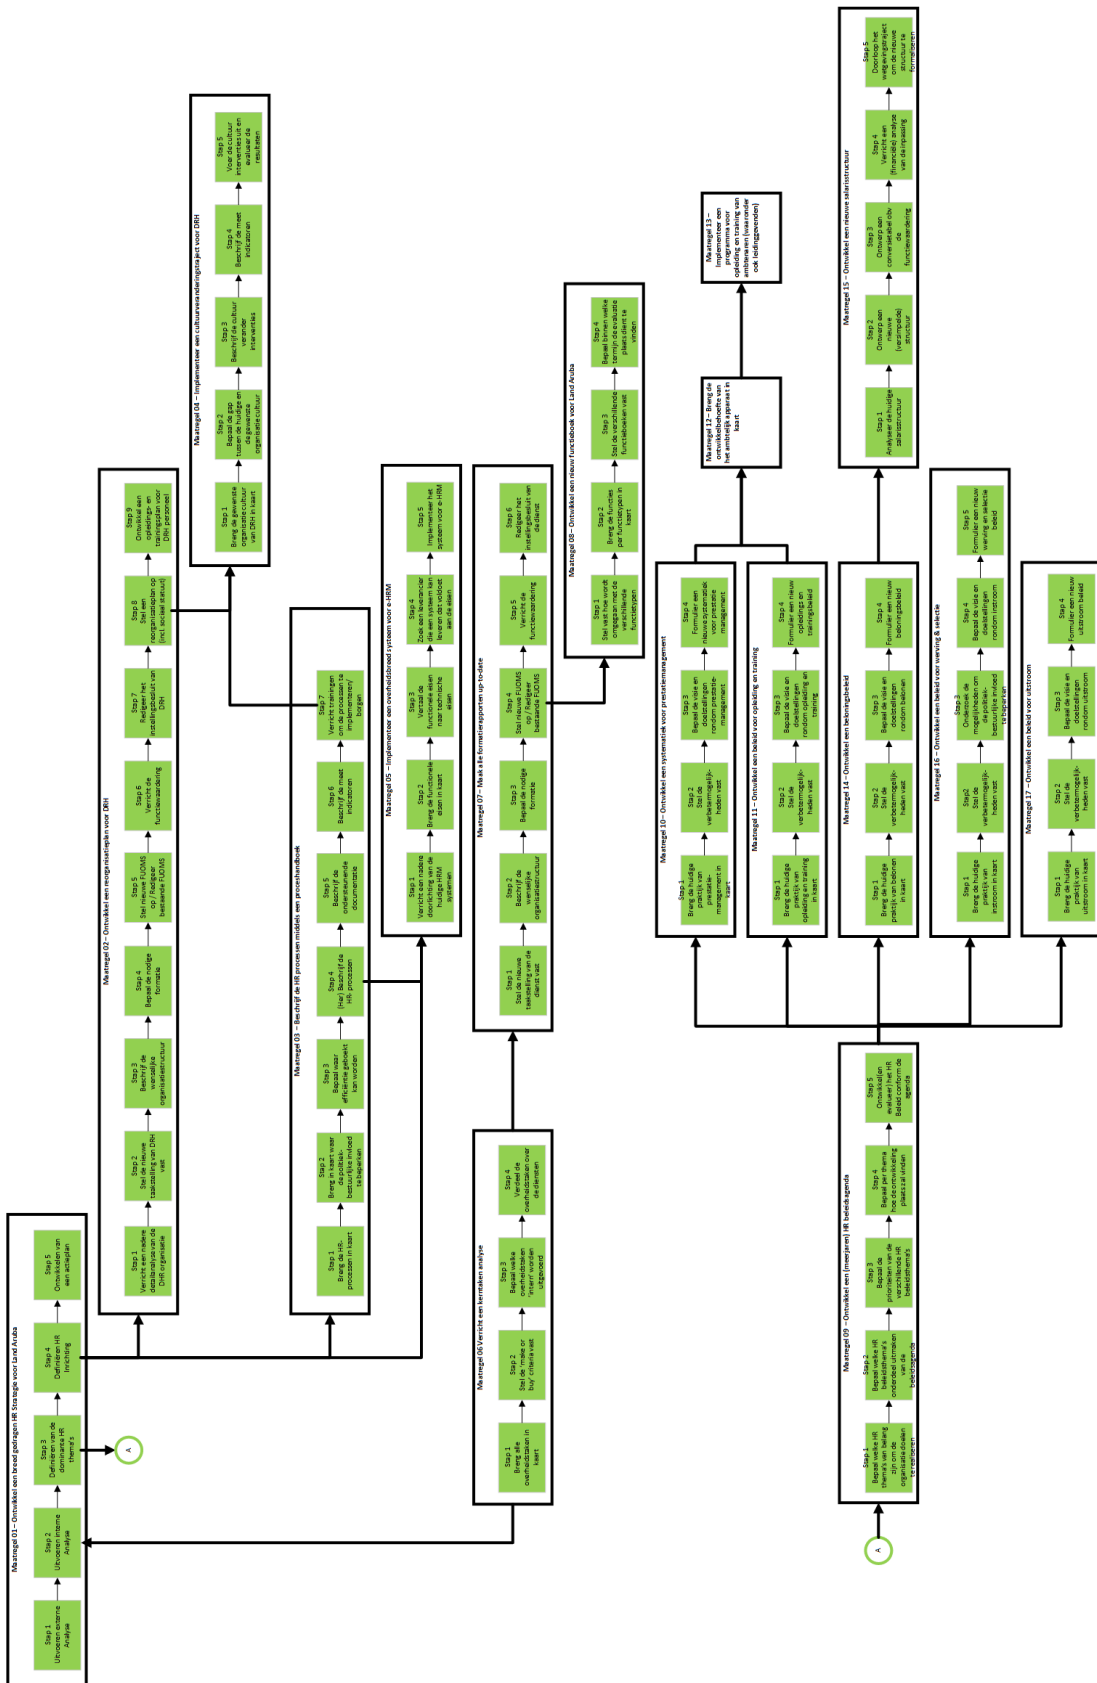 Maatregel 01 – Ontwikkel een breed gedragen HR Strategie voor Land Aruba
Stap 1
Uitvoeren externe
Analyse
Stap 2
Uitvoeren interne
Analyse
Stap 3
Definiëren van de
dominante HR
thema's
Stap 4
Definiëren HR
Inrichting
Stap 5
Ontwikkelen van
een actieplan
A
Maatregel 02 – Ontwikkel een reorganisatieplan voor DRH
Stap 1
Verricht een nadere
detailanalyse van de
DHR organisatie
Stap 2
Stel de nieuwe
taakstelling van DRH
vast
Stap 3
Beschrijf de
wenselijke
organisatiestructuur
Stap 4
Bepaal de nodige
formatie
Stap 5
Stel nieuwe FUOMS
op / Redigeer
bestaande FUOMS
Stap 6
Verricht de
functiewaardering
Stap 7
Redigeer het
instellingsbesluit van
DRH
Stap 8
Stel een
reorganisatieplan op
(incl. sociaal statuut)
Stap 9
Ontwikkel een
opleidings- en
trainingsplan voor
DRH personeel
Maatregel 04 – Implementeer een cultuurveranderingstraject voor DRH
Stap 1
Breng de gewenste
organisatie cultuur
van DRH in kaart
Stap 2
Bepaal de gap
tussen de huidige en
de gewenste
organisatie cultuur
Stap 3
Beschrijf de cultuur
verander
interventies
Stap 4
Beschrijf de meet
indicatoren
Stap 5
Voer de cultuur
interventies uit en
evalueer de
resultaten
Maatregel 03 – Beschrijf de HR processen middels een proceshandboek
Stap 1
Breng de HR-
processen in kaart
Stap 2
Breng in kaart waar
de politiek-
bestuurlijke invloed
te beperken
Stap 3
Bepaal waar
efficiëntie geboekt
kan worden
Stap 4
(Her) Beschrijf de
HR- processen
Stap 5
Beschrijf de
ondersteunende
documentatie
Stap 6
Beschrijf de meet
indicatoren
Stap 7
Verricht trainingen
om de processen te
implementeren/
borgen
Maatregel 05 – Implementeer een overheidsbreed systeem voor e-HRM
Stap 1
Verricht een nadere
doorlichting van de
huidige HRM
systemen
Stap 2
Breng de functionele
eisen in kaart
Stap 3
Vertaal de
functionele eisen
naar technische
eisen
Stap 4
Zoek een leverancier
die een systeem kan
leveren dat voldoet
aan de eisen
Stap 5
Implementeer het
systeem voor e-HRM
Maatregel 06 Verricht een kerntaken analyse
Stap 1
Breng alle
overheidstaken in
kaart
Stap 2
Stel de 'make or
buy' criteria vast
Stap 3
Bepaal welke
overheidstaken
'intern' worden
uitgevoerd
Stap 4
Verdeel de
overheidstaken over
de diensten
Maatregel 07 – Maak alle formatierapporten up-to-date
Stap 1
Stel de nieuwe
taakstelling van de
dienst vast
Stap 2
Beschrijf de
wenselijke
organisatiestructuur
Stap 3
Bepaal de nodige
formatie
Stap 4
Stel nieuwe FUOMS
op / Redigeer
bestaande FUOMS
Stap 5
Verricht de
functiewaardering
Stap 6
Redigeer het
instellingsbesluit van
de dienst
Maatregel 08 – Ontwikkel een nieuw functieboek voor Land Aruba
Stap 1
Stel vast hoe wordt
omgegaan met de
verschillende
functietypen
Stap 2
Breng de functies
per functietypen in
kaart
Stap 3
Stel de verschillende
functieboeken vast
Stap 4
Bepaal binnen welke
termijn de evaluatie
plaats dient te
vinden
A
Maatregel 09 – Ontwikkel een (meerjaren) HR beleidsagenda
Stap 1
Bepaal welke HR
thema's van belang
zijn om de
organisatie doelen
te realiseren
Stap 2
Bepaal welke HR
beleidsthema's
onderdeel uitmaken
van de
beleidsagenda
Stap 3
Bepaal de
prioriteiten van de
verschillende HR
beleidsthema's
Stap 4
Bepaal per thema
hoe de ontwikkeling
plaats zal vinden
Stap 5
Ontwikkel (en
evalueer) het HR
Beleid conform de
agenda
Maatregel 10 – Ontwikkel een systematiek voor prestatiemanagement
Stap 1
Breng de huidige
praktijk van
prestatie-
management in
kaart
Stap 2
Stel de
verbetermogelijk-
heden vast
Stap 3
Bepaal de visie en
doelstellingen
rondom prestatie-
management
Stap 4
Formuleer een
nieuwe systematiek
voor prestatie
management
Maatregel 11 – Ontwikkel een beleid voor opleiding en training
Stap 1
Breng de huidige
praktijk van
opleiding en training
in kaart
Stap 2
Stel de
verbetermogelijk-
heden vast
Stap 3
Bepaal de visie en
doelstellingen
rondom opleiding en
training
Stap 4
Formuleer een nieuw
opleiding en
trainingsbeleid
Maatregel 12 – Breng de
ontwikkelbehoefte van
het ambtelijk apparaat in
kaart
Maatregel 13 –
Implementeer een
programma voor
opleiding en training van
ambtenaren (waaronder
ook leidinggevenden)
Maatregel 14 – Ontwikkel een beloningsbeleid
Stap 1
Breng de huidige
praktijk van belonen
in kaart
Stap 2
Stel de
verbetermogelijk-
heden vast
Stap 3
Bepaal de visie en
doelstellingen
rondom belonen
Stap 4
Formuleer een nieuw
beloningsbeleid
Maatregel 15 – Ontwikkel een nieuwe salarisstructuur
Stap 1
Analyseer de huidige
salarisstructuur
Stap 2
Ontwerp een
nieuwe
(versimpelde)
structuur
Stap 3
Ontwerp een
conversietabel obv
de
functiewaardering
Stap 4
Verricht een
(financiële) analyse
van de inpassing
Stap 5
Doorloop het
wetgevingstraject
om de nieuwe
structuur te
formaliseren
Maatregel 16 – Ontwikkel een beleid voor werving & selectie
Stap 1
Breng de huidige
praktijk van
instroom in kaart
Stap2
Stel de
verbetermogelijk-
heden vast
Stap 3
Onderzoek de
mogelijkheden om
de politiek-
bestuurlijke invloed
te beperken
Stap 4
Bepaal de visie en
doelstellingen
rondom instroom
Stap 5
Formuleer een nieuw
werving en selectie
beleid
Maatregel 17 – Ontwikkel een beleid voor uitstroom
Stap 1
Breng de huidige
praktijk van
uitstroom in kaart
Stap 2
Stel de
verbetermogelijk-
heden vast
Stap 3
Bepaal de visie en
doelstellingen
rondom uitstroom
Stap 4
Formuleer een nieuw
uitstroom beleid